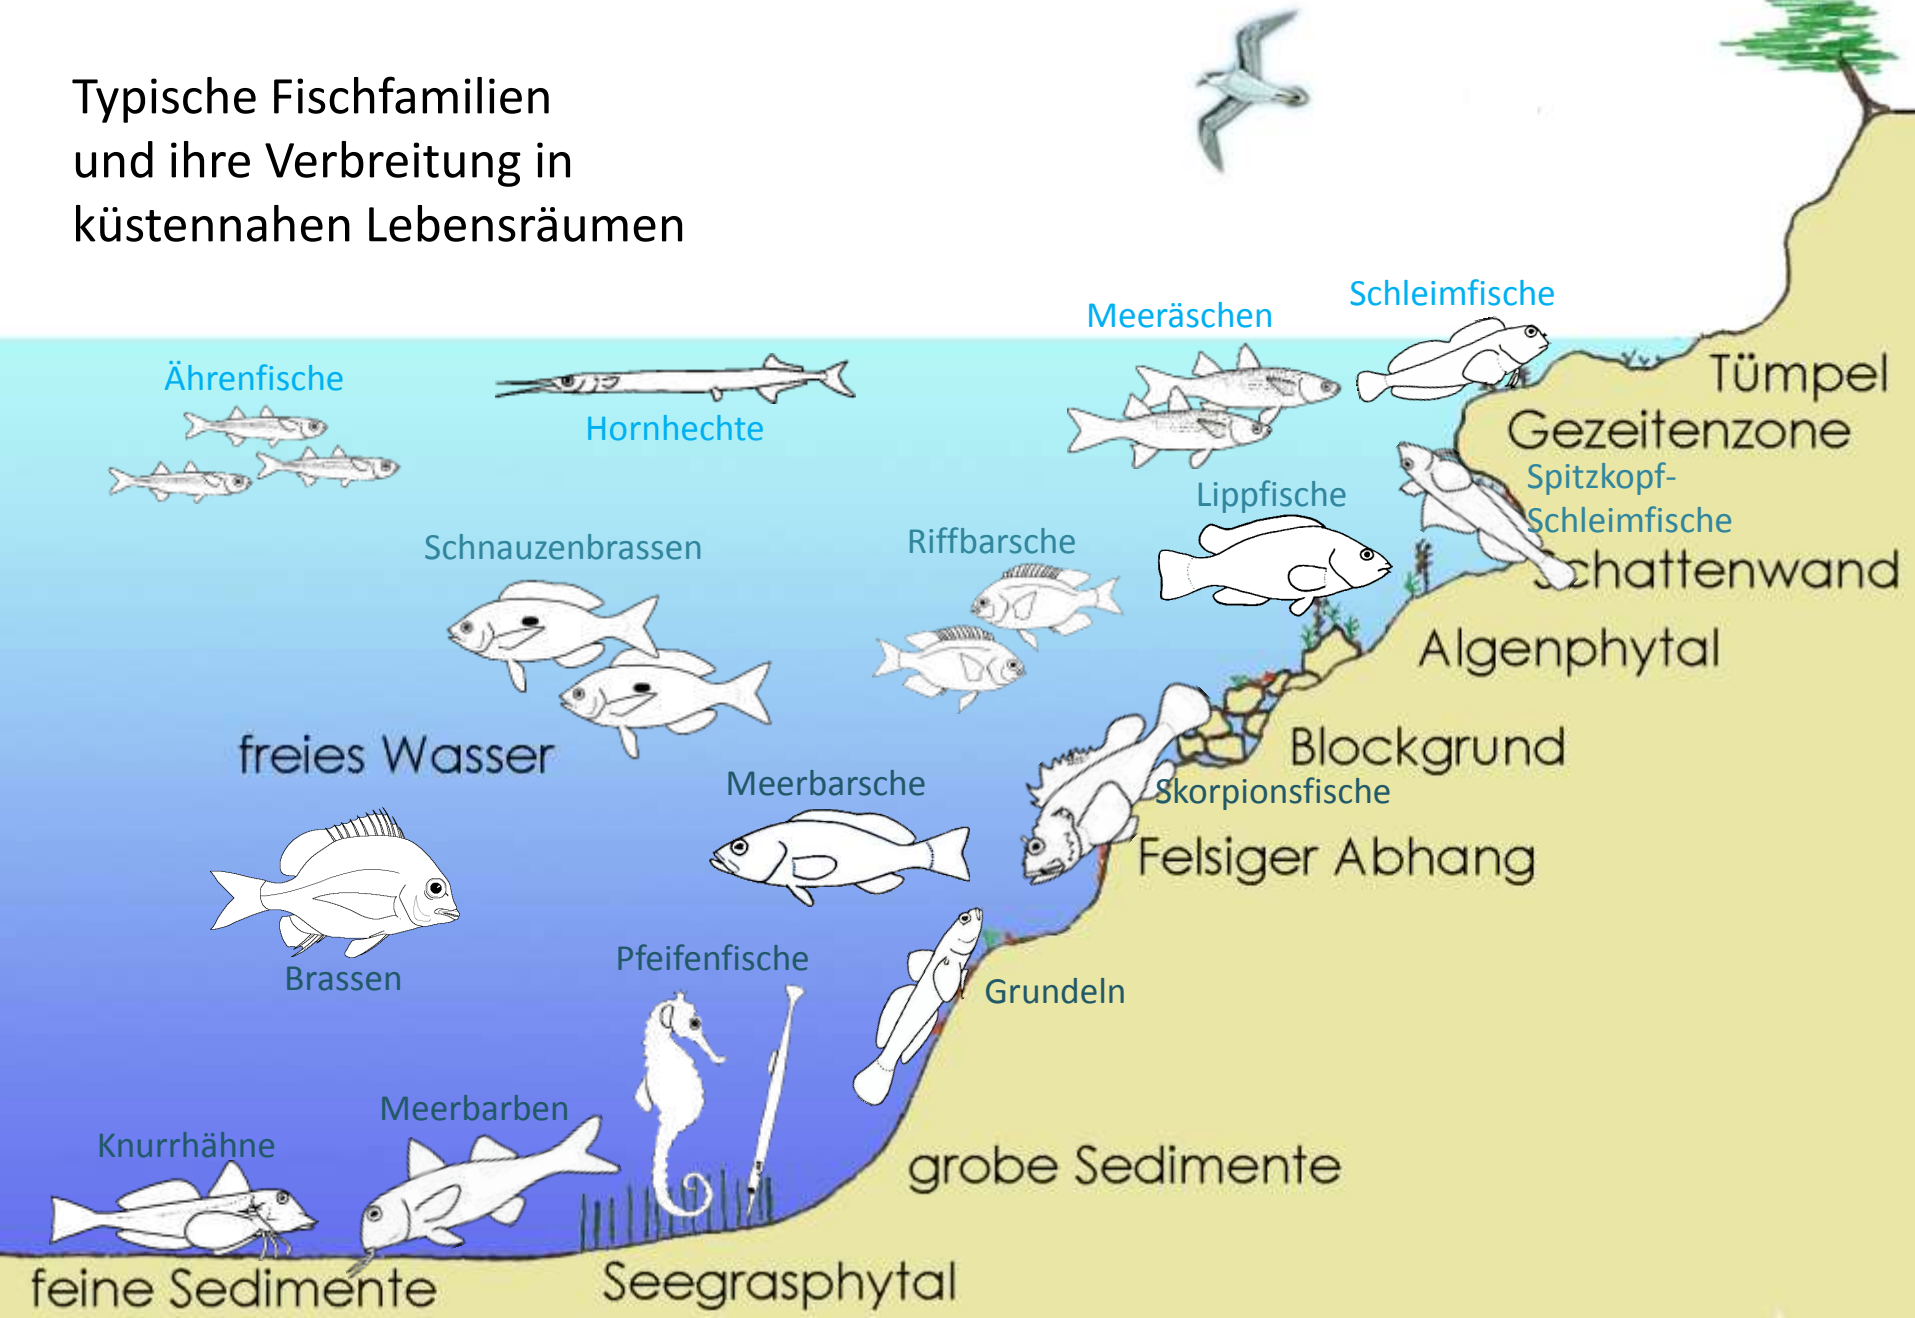 Typische Fischfamilien
und ihre Verbreitung in
küstennahen Lebensräumen
Schleimfische
Meeräschen
Ährenfische
Hornhechte
Tümpel
Gezeitenzone
Spitzkopf-
Schleimfische
Lippfische
Riffbarsche
Schnauzenbrassen
Schattenwand
Algenphytal
freies Wasser
Blockgrund
Meerbarsche
Skorpionsfische
Felsiger Abhang
Brassen
Pfeifenfische
Grundeln
Meerbarben
Knurrhähne
grobe Sedimente
feine Sedimente
Seegrasphytal